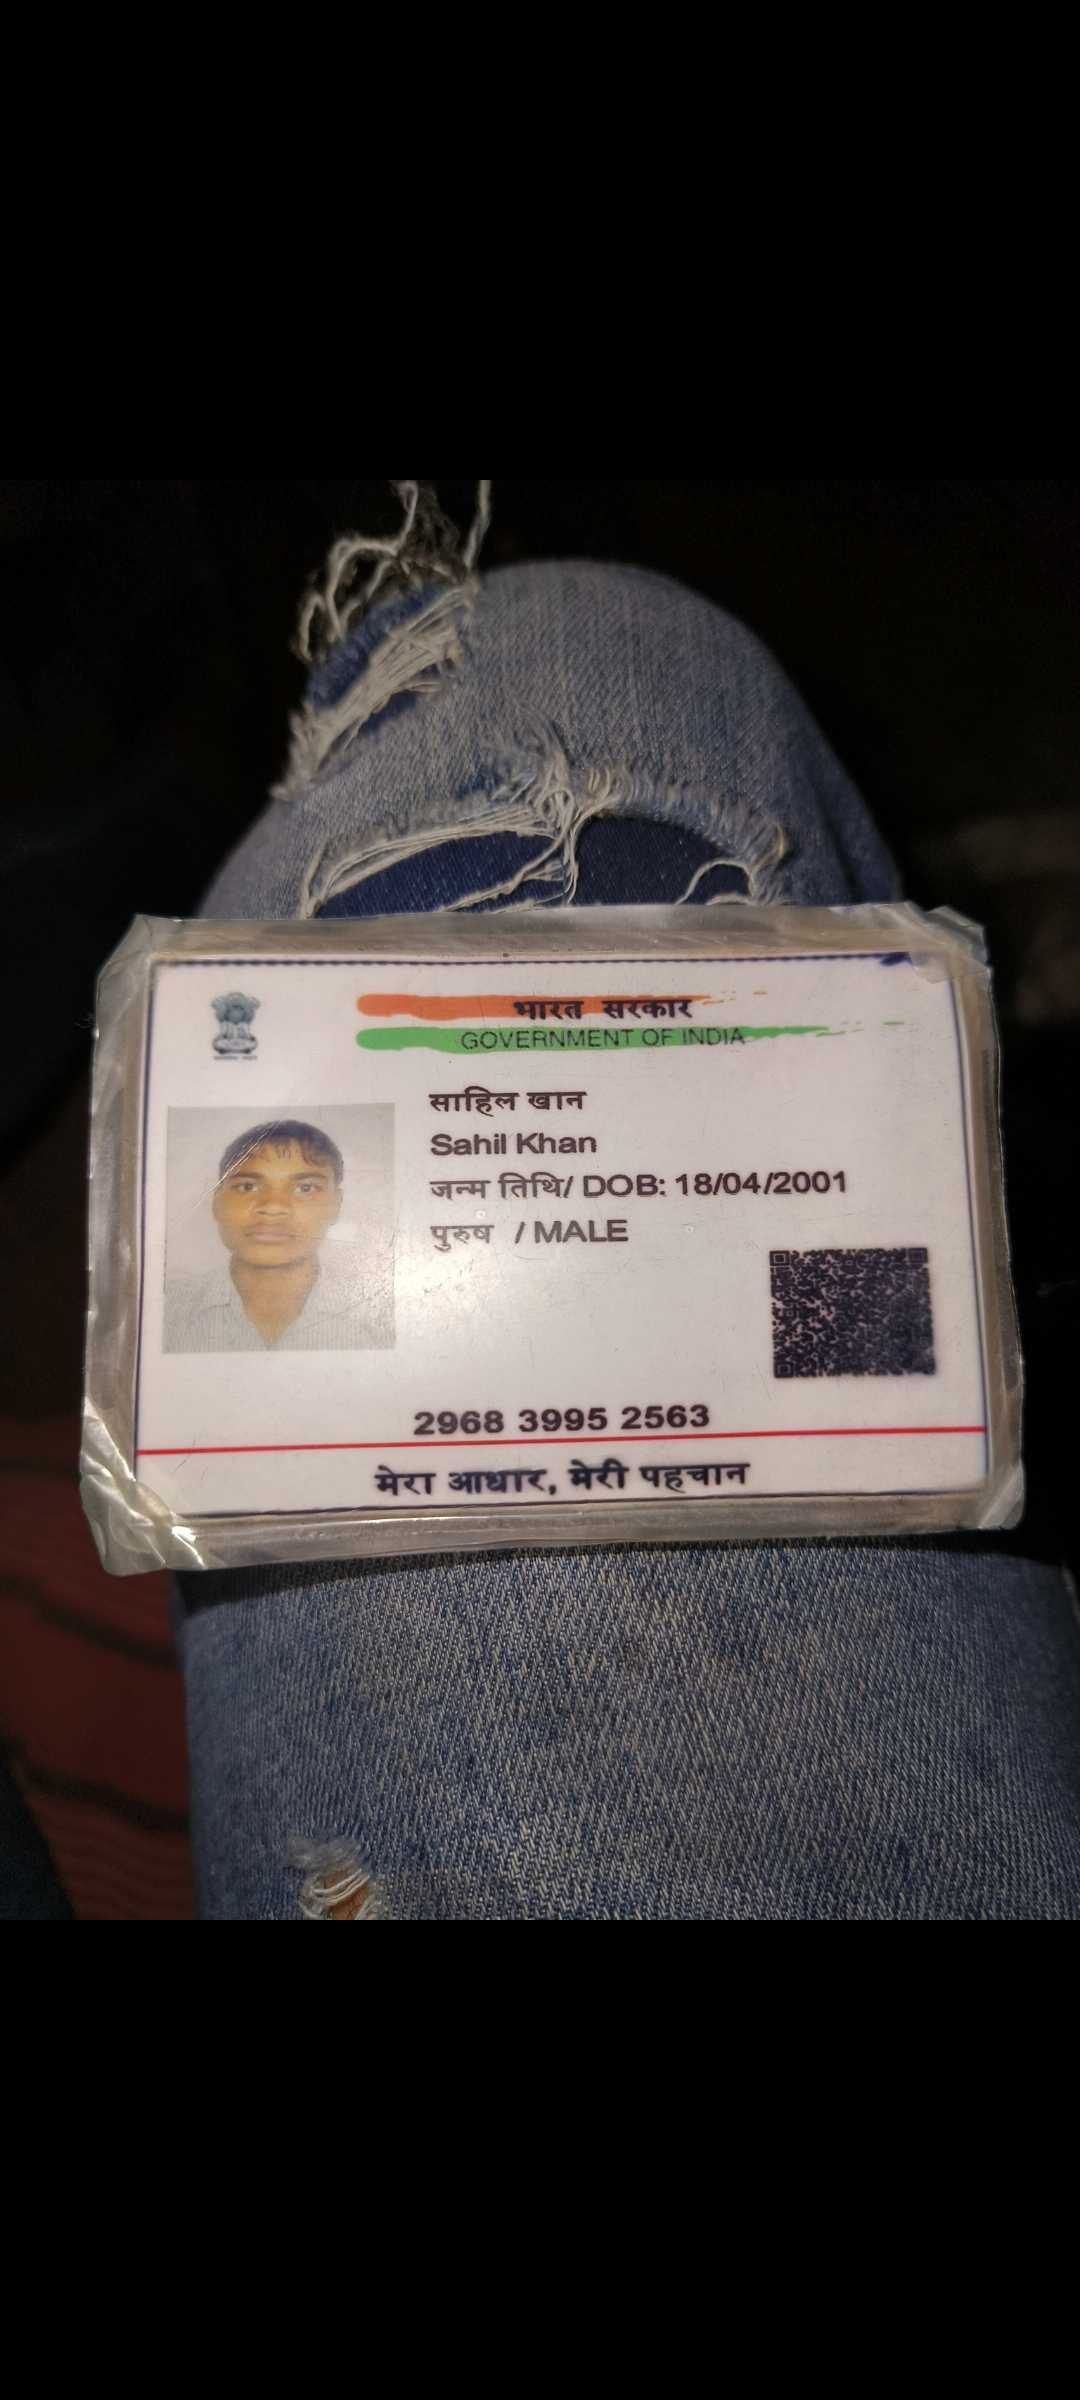 भारत सरकार
GOVERNMENT OF INDIA
साहिल खान
Sahil Khan
जन्म तिथि/ DOB: 18/04/2001
पुरुष / MALE
2968 3995 2563
मेरा आधार, मेरी पहचान